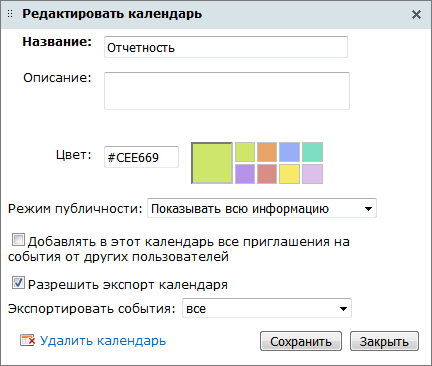 Редактировать календарь
Название: Отчетность
Описание:
Цвет: #CEE669
Режим публичности: Показывать всю информацию
Добавлять в этот календарь все приглашения на
события от других пользователей
Разрешить экспорт календаря
Экспортировать события: все
Удалить календарь Сохранить Закрыть